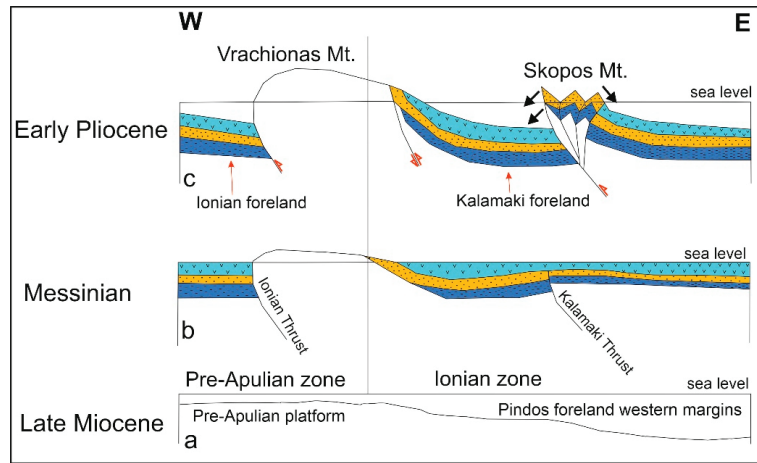 W E
Vrachionas Mt.
Skopos Mt.
sea level
Early Pliocene
c
Ionian foreland
Kalamaki foreland
sea level
Messinian
b
Ionian Thrust
Kalamaki Thrust
Pre-Apulian zone
Ionian zone
sea level
Late Miocene
a
Pre-Apulian platform
Pindos foreland western margins